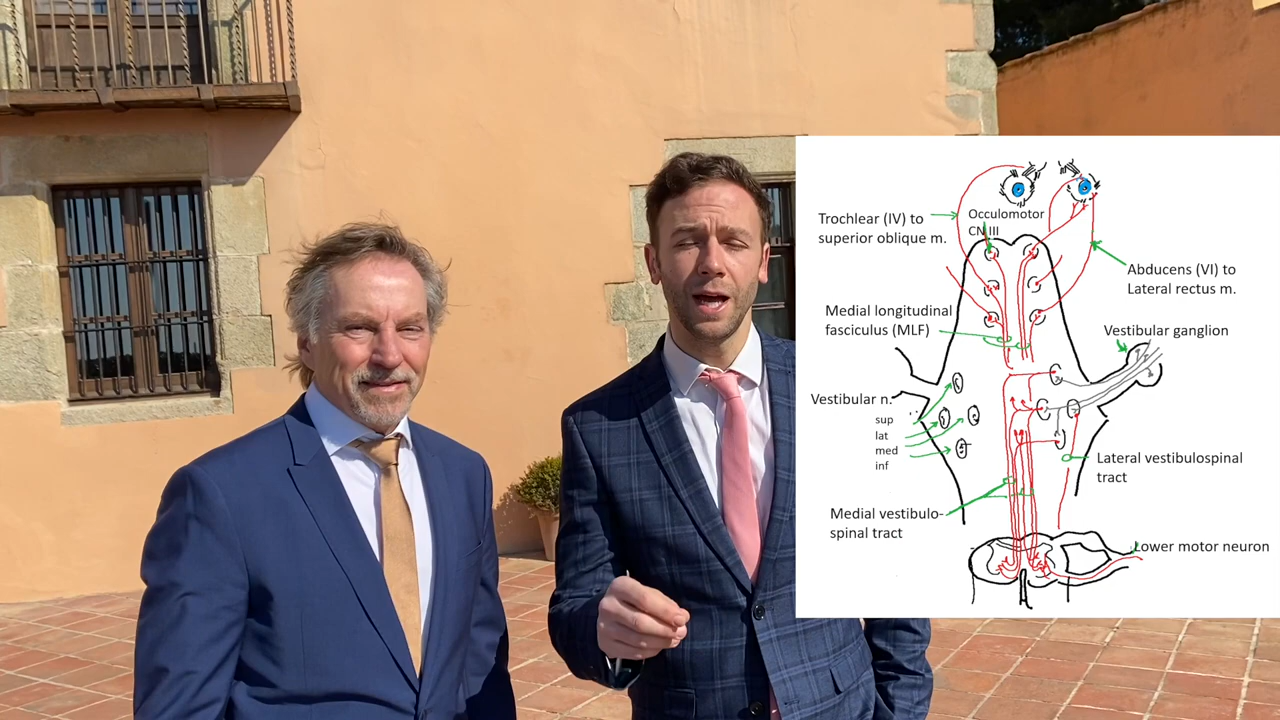 Trochlear (IV) to
superior oblique m.
Occulomotor
CN III
Abducens (VI) to
Lateral rectus m.
Medial longitudinal
fasciculus (MLF)
Vestibular ganglion
Vestibular n.
sup
lat
med
inf
Lateral vestibulospinal
tract
Medial vestibulo-
spinal tract
Lower motor neuron